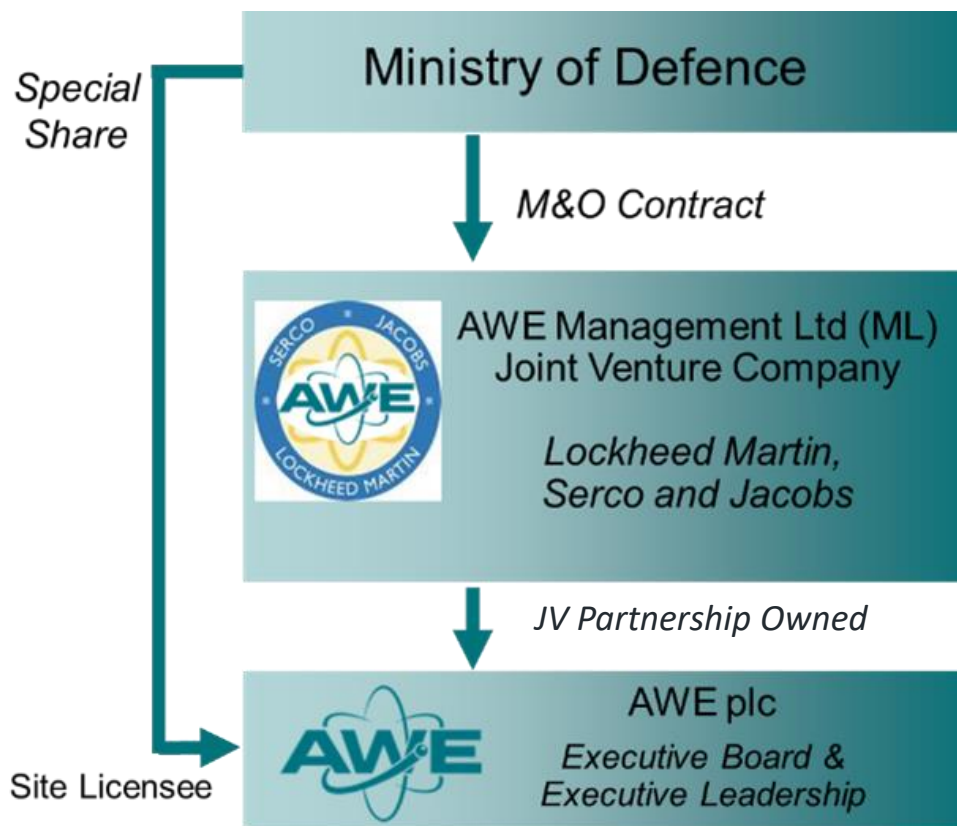 Ministry of Defence
Special
Share
M&O Contract
SERCO JACOBS
AWE
LOCKHEED MARTIN
AWE Management Ltd (ML)
Joint Venture Company
Lockheed Martin,
Serco and Jacobs
JV Partnership Owned
AWE
AWE plc
Executive Board &
Executive Leadership
Site Licensee